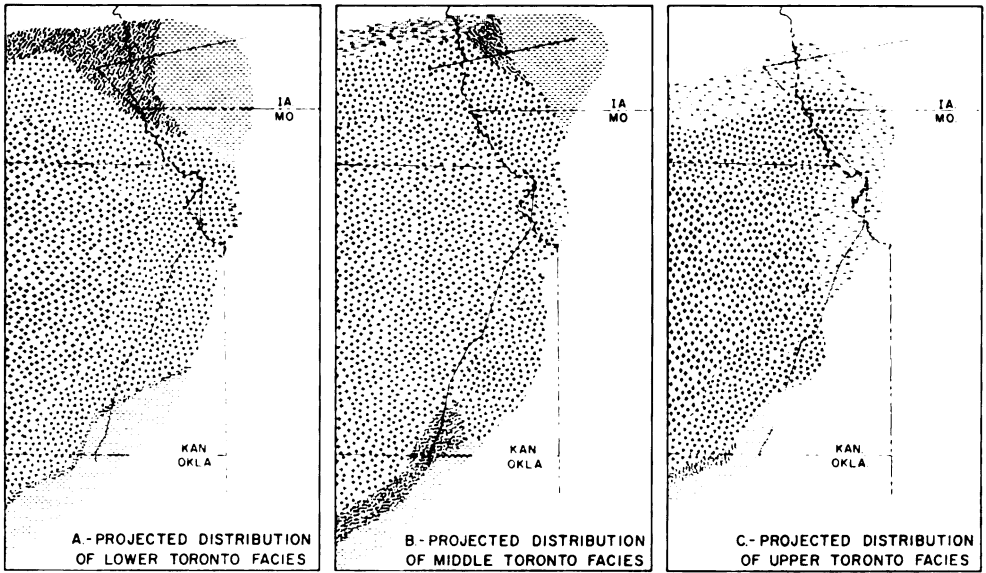 IA
MO
KAN
OKLA
A.-PROJECTED DISTRIBUTION
OF LOWER TORONTO FACIES
IA
MO
KAN
OKLA
B.-PROJECTED DISTRIBUTION
OF MIDDLE TORONTO FACIES
IA.
MO.
KAN.
OKLA.
C.-PROJECTED DISTRIBUTION
OF UPPER TORONTO FACIES